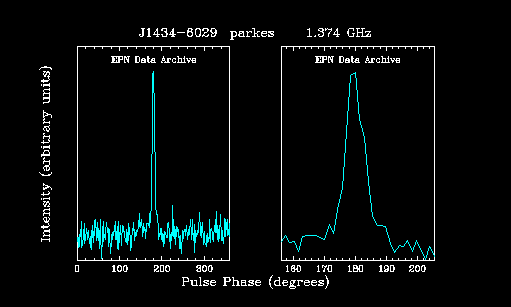 J1434-6029 parkes 1.374 GHz
EPN Data Archive EPN Data Archive
Intensity (arbitrary units)
0 100 200 300 160 170 180 190 200
Pulse Phase (degrees)